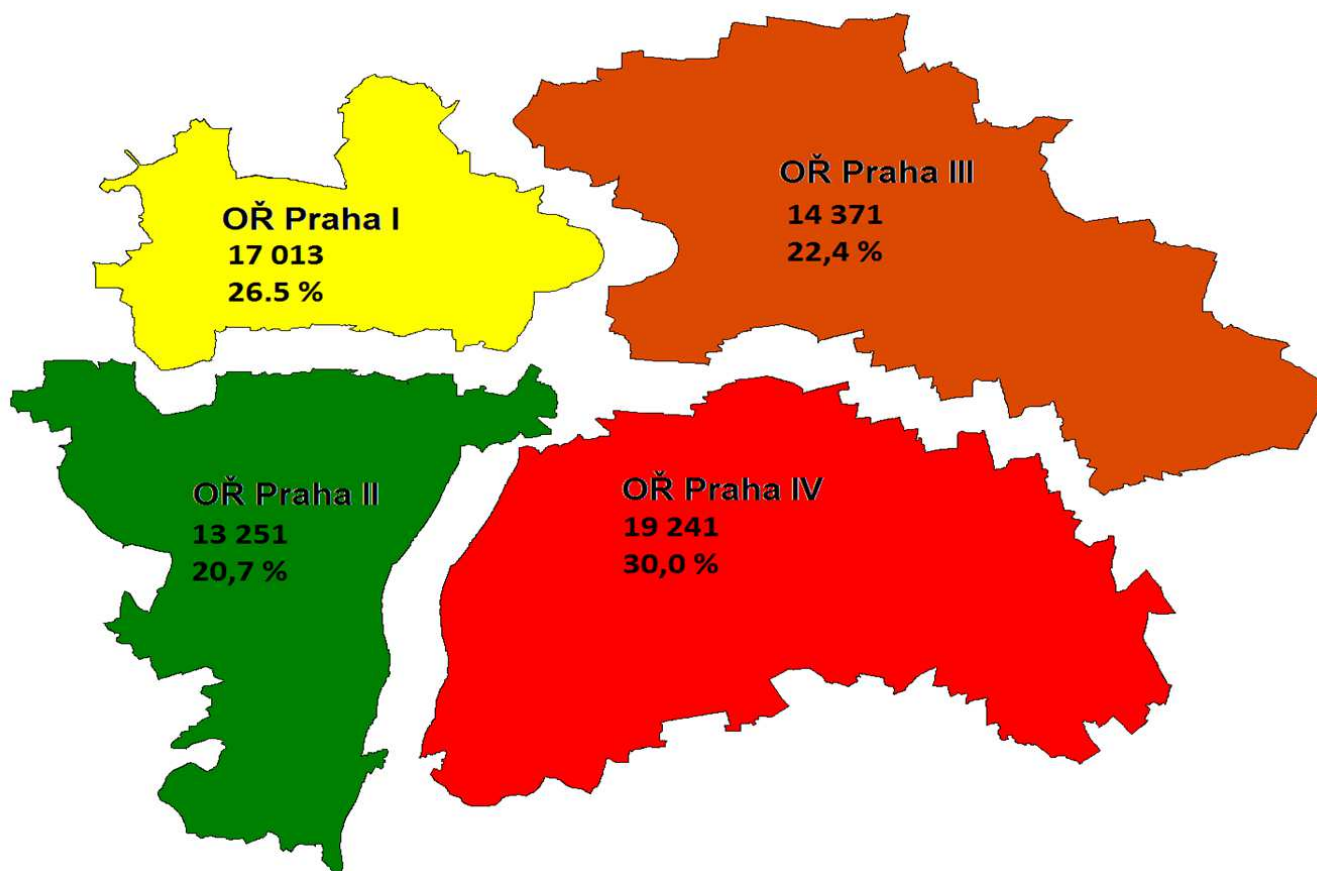 OŘ Praha I
17 013
26.5 %
OŘ Praha III
14 371
22,4 %
OŘ Praha II
13 251
20,7 %
OŘ Praha IV
19 241
30,0 %